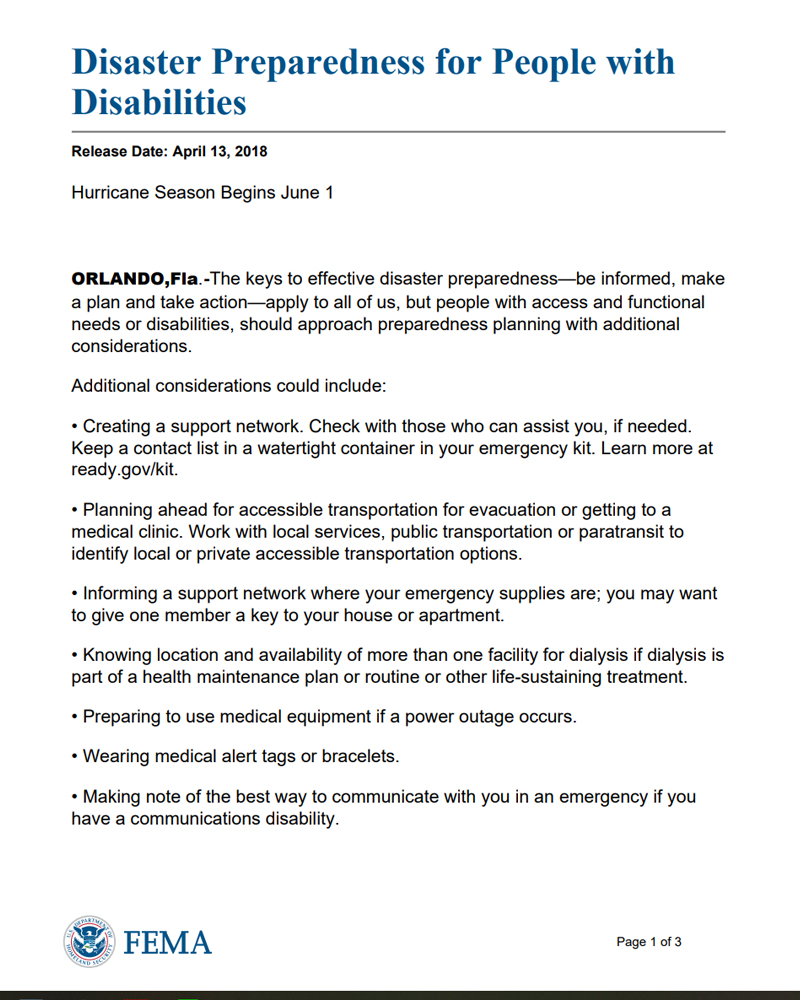 Disaster Preparedness for People with
Disabilities
Release Date: April 13, 2018
Hurricane Season Begins June 1
ORLANDO,Fla.-The keys to effective disaster preparedness—be informed, make
a plan and take action—apply to all of us, but people with access and functional
needs or disabilities, should approach preparedness planning with additional
considerations.
Additional considerations could include:
• Creating a support network. Check with those who can assist you, if needed.
Keep a contact list in a watertight container in your emergency kit. Learn more at
ready.gov/kit.
• Planning ahead for accessible transportation for evacuation or getting to a
medical clinic. Work with local services, public transportation or paratransit to
identify local or private accessible transportation options.
• Informing a support network where your emergency supplies are; you may want
to give one member a key to your house or apartment.
• Knowing location and availability of more than one facility for dialysis if dialysis is
part of a health maintenance plan or routine or other life-sustaining treatment.
• Preparing to use medical equipment if a power outage occurs.
• Wearing medical alert tags or bracelets.
• Making note of the best way to communicate with you in an emergency if you
have a communications disability.
U.S. DEPARTMENT OF HOMELAND SECURITY
FEMA
Page 1 of 3